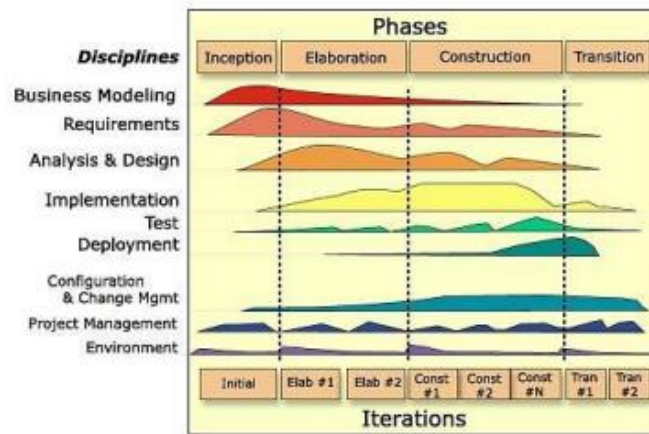 Phases
Disciplines
Inception
Elaboration
Construction
Transition
Business Modeling
Requirements
Analysis & Design
Implementation
Test
Deployment
Configuration
& Change Mgmt
Project Management
Environment
Initial
Elab #1
Elab #2
Const
#1
Const
#2
Const
#N
Tran
#1
Tran
#2
Iterations